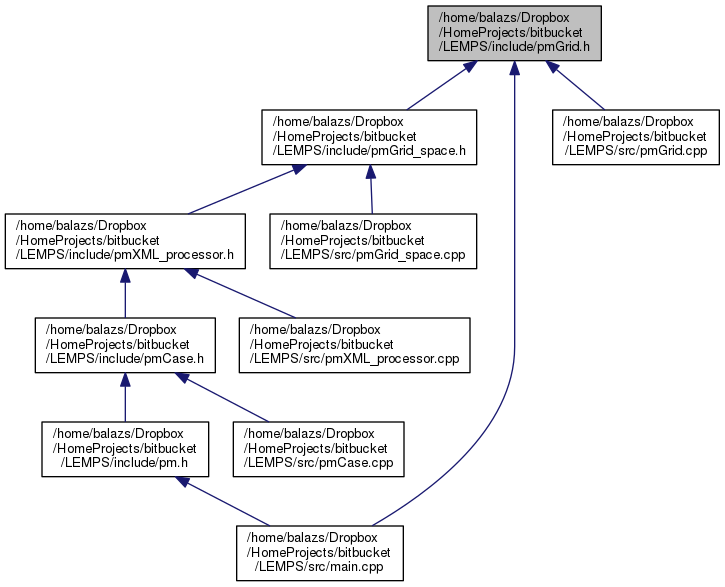 /home/balazs/Dropbox
/HomeProjects/bitbucket
/LEMPS/include/pmGrid.h
/home/balazs/Dropbox
/HomeProjects/bitbucket
/LEMPS/include/pmGrid_space.h
/home/balazs/Dropbox
/HomeProjects/bitbucket
/LEMPS/src/pmGrid.cpp
/home/balazs/Dropbox
/HomeProjects/bitbucket
/LEMPS/include/pmXML_processor.h
/home/balazs/Dropbox
/HomeProjects/bitbucket
/LEMPS/src/pmGrid_space.cpp
/home/balazs/Dropbox
/HomeProjects/bitbucket
/LEMPS/include/pmCase.h
/home/balazs/Dropbox
/HomeProjects/bitbucket
/LEMPS/src/pmXML_processor.cpp
/home/balazs/Dropbox
/HomeProjects/bitbucket
/LEMPS/include/pm.h
/home/balazs/Dropbox
/HomeProjects/bitbucket
/LEMPS/src/pmCase.cpp
/home/balazs/Dropbox
/HomeProjects/bitbucket
/LEMPS/src/main.cpp